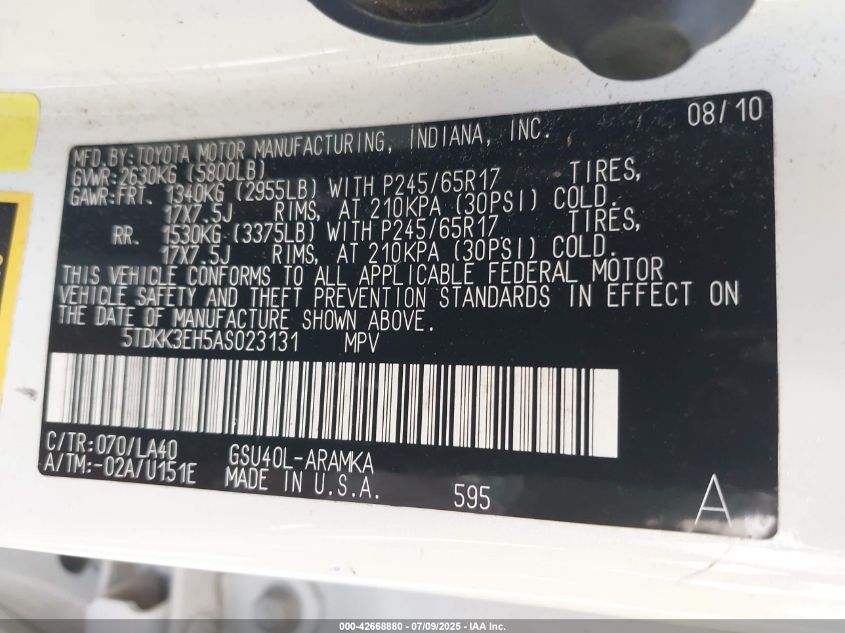 08/10
MFD.BY:TOYOTA MOTOR MANUFACTURING, INDIANA, INC.
GVWR:2630KG (5800LB)
GAWR:FRT. 1340KG (2955LB) WITH P245/65R17 TIRES,
17X7.5J RIMS, AT 210KPA (30PSI) COLD.
RR. 1530KG (3375LB) WITH P245/65R17 TIRES,
17X7.5J RIMS, AT 210KPA (30PSI) COLD.
THIS VEHICLE CONFORMS TO ALL APPLICABLE FEDERAL MOTOR
VEHICLE SAFETY AND THEFT PREVENTION STANDARDS IN EFFECT ON
THE DATE OF MANUFACTURE SHOWN ABOVE.
5TDKK3EH5AS023131 MPV
C/TR:070/LA40 GSU40L-ARAMKA
A/TM:-02A/U151E MADE IN U.S.A. 595 A
000-42668880 / 07/09/2025 - IAA Inc.